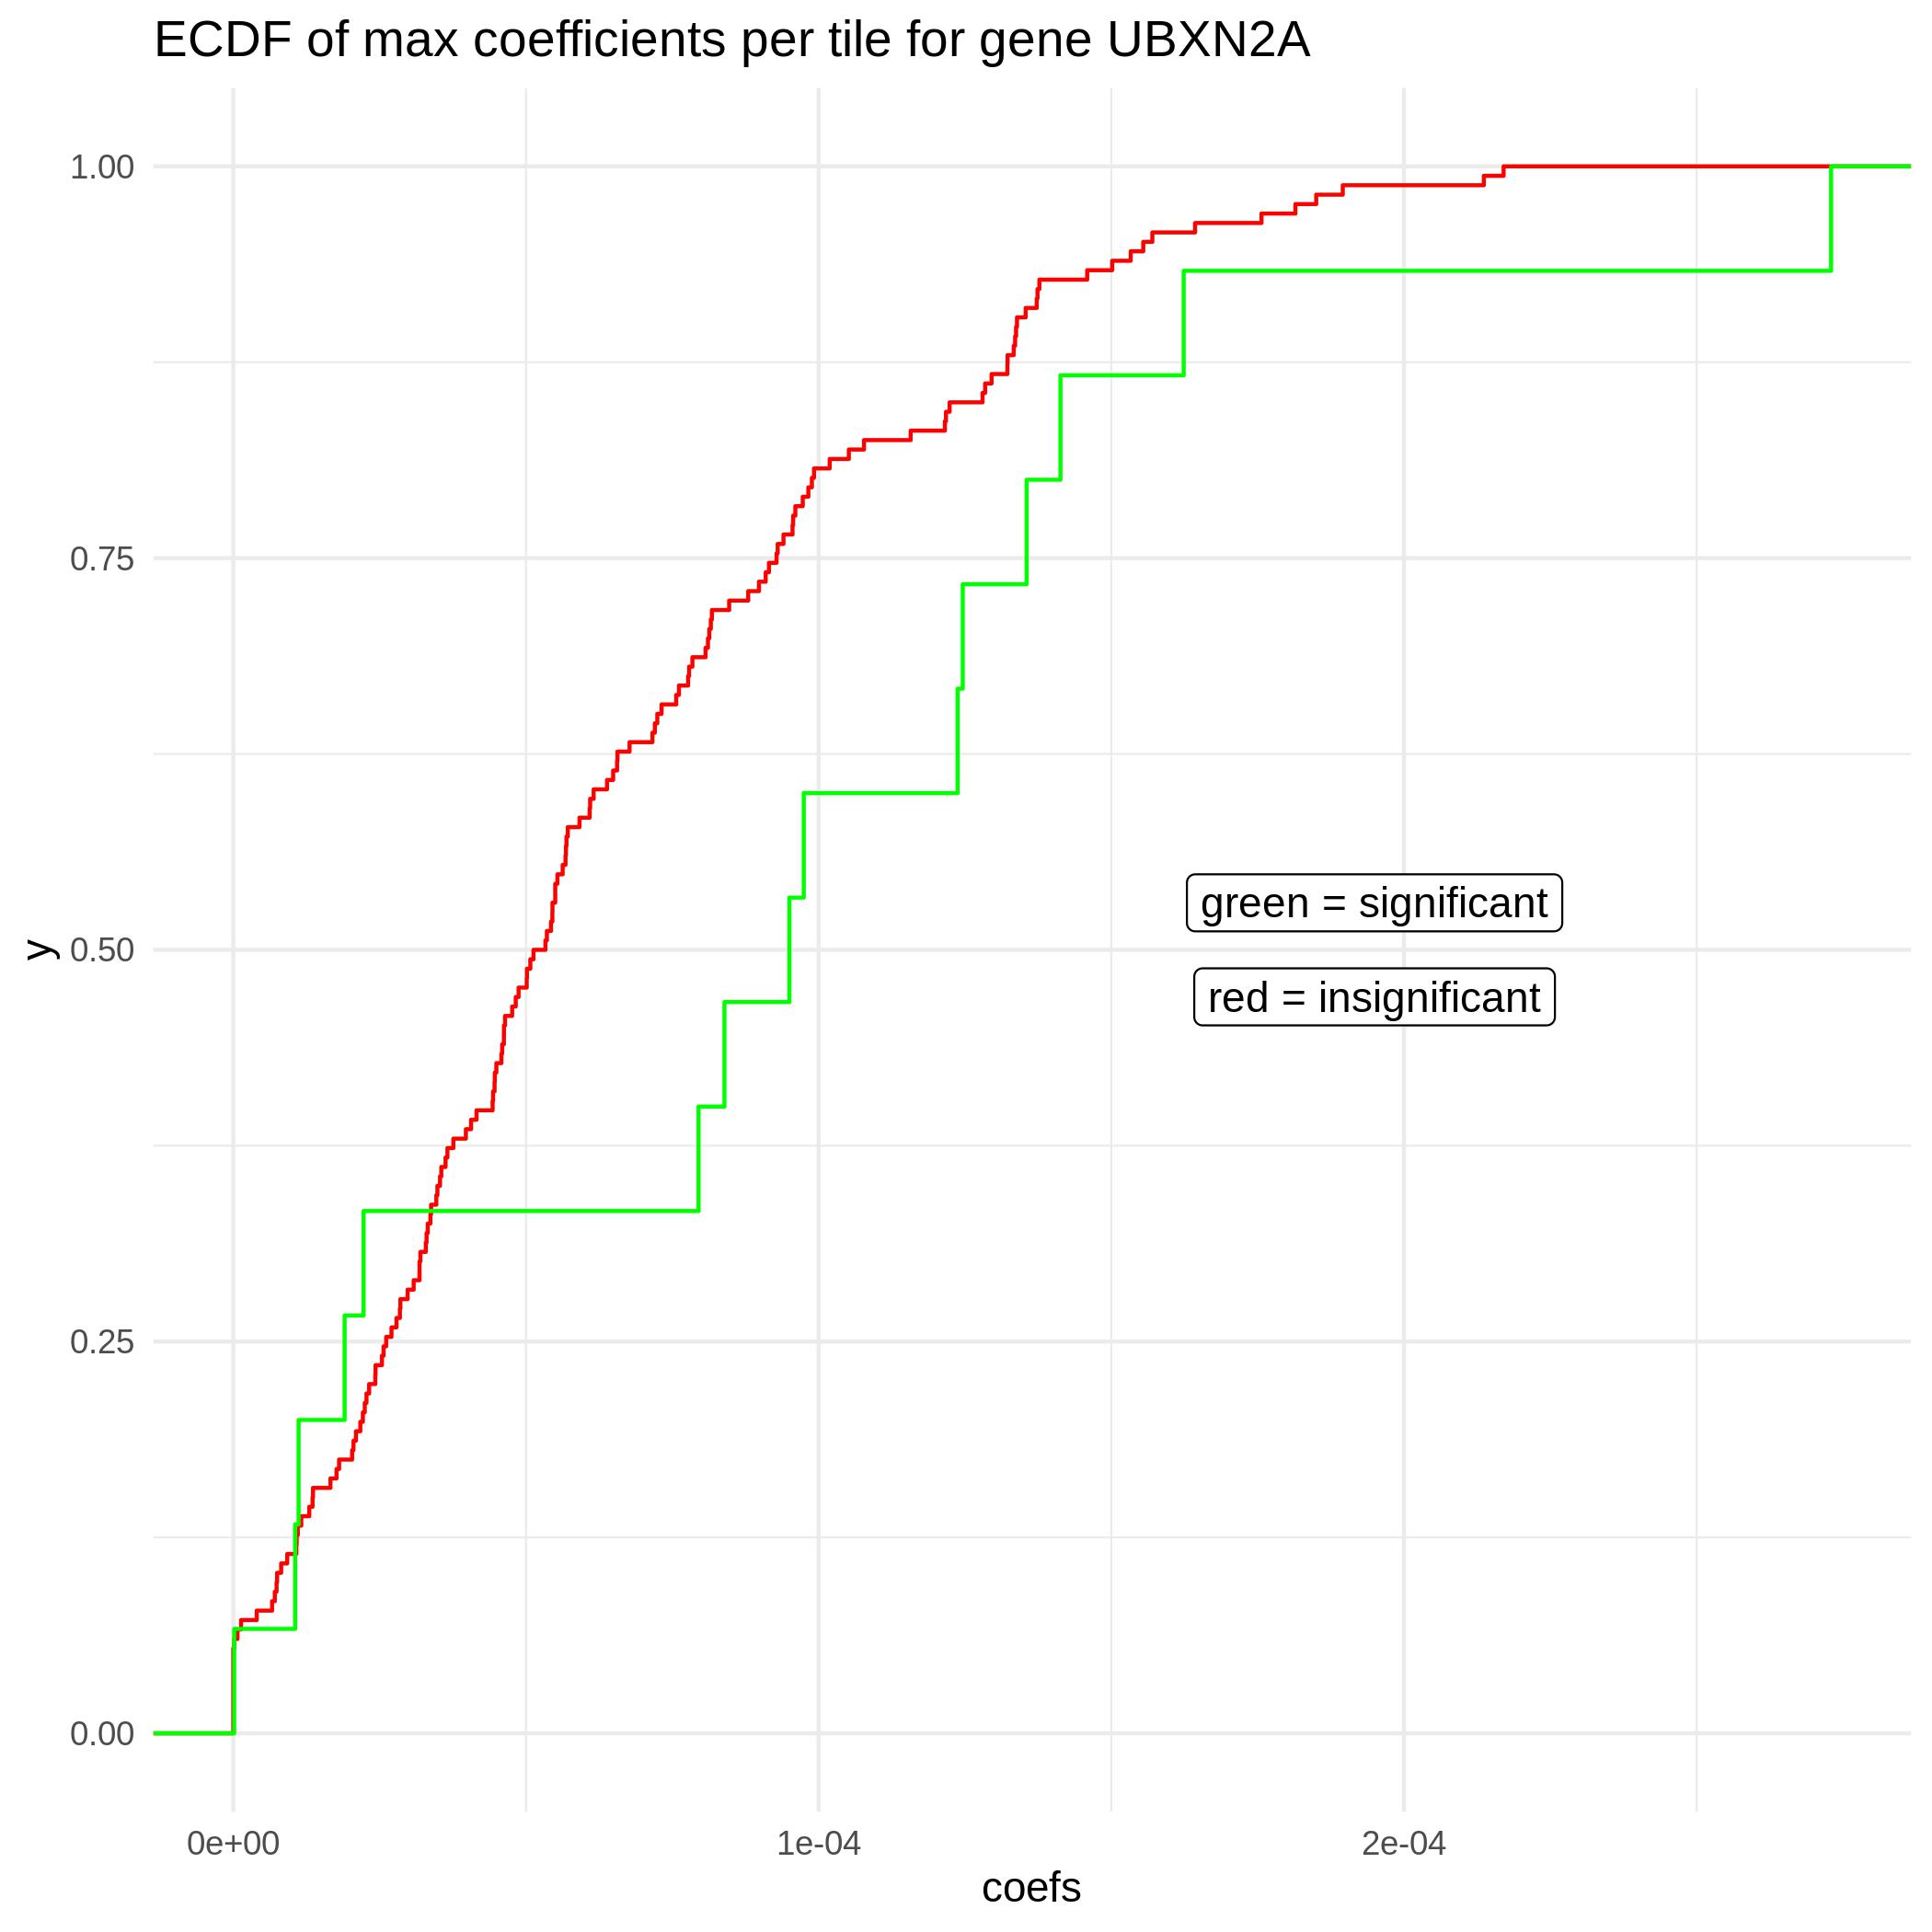 ECDF of max coefficients per tile for gene UBXN2A
1.00
0.75
0.50
0.25
0.00
y
green = significant
red = insignificant
0e+00 1e-04 2e-04
coefs